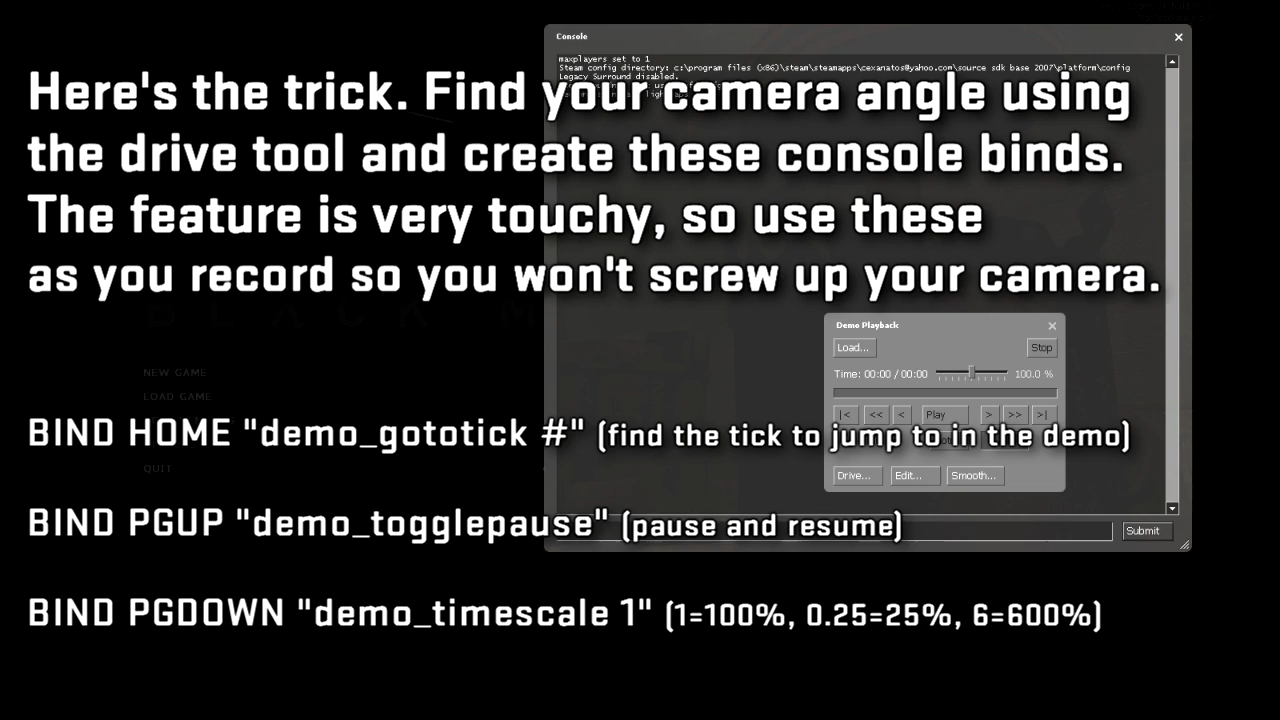 Console
maxplayers set to 1
Steam config directory: c:\program files (x86)\steam\steamapps\cexanatos@yahoo.com\source sdk base 2007\platform\config
Legacy Surround disabled.
Here's the trick. Find your camera angle using
the drive tool and create these console binds.
The feature is very touchy, so use these
as you record so you won't screw up your camera.
BLACK M
Demo Playback
Load...
Stop
Time: 00:00 / 00:00
100.0 %
NEW GAME
LOAD GAME
|<
<<
<
Play
>
>>
>|
BIND HOME "demo_gototick #" (find the tick to jump to in the demo)
QUIT
Drive...
Edit...
Smooth...
BIND PGUP "demo_togglepause" (pause and resume)
Submit
BIND PGDOWN "demo_timescale 1" (1=100%, 0.25=25%, 6=600%)